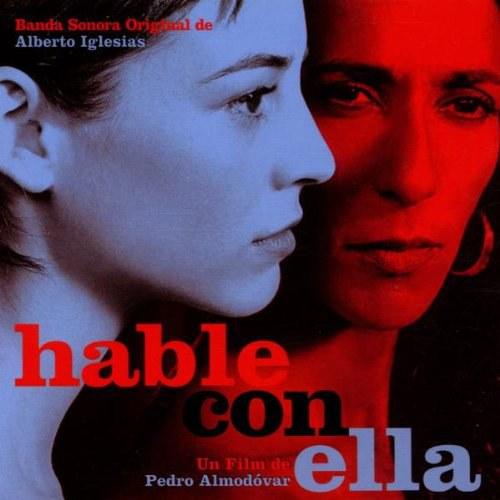 Banda Sonora Original de
Alberto Iglesias
hable
con
ella
Un Film de
Pedro Almodóvar